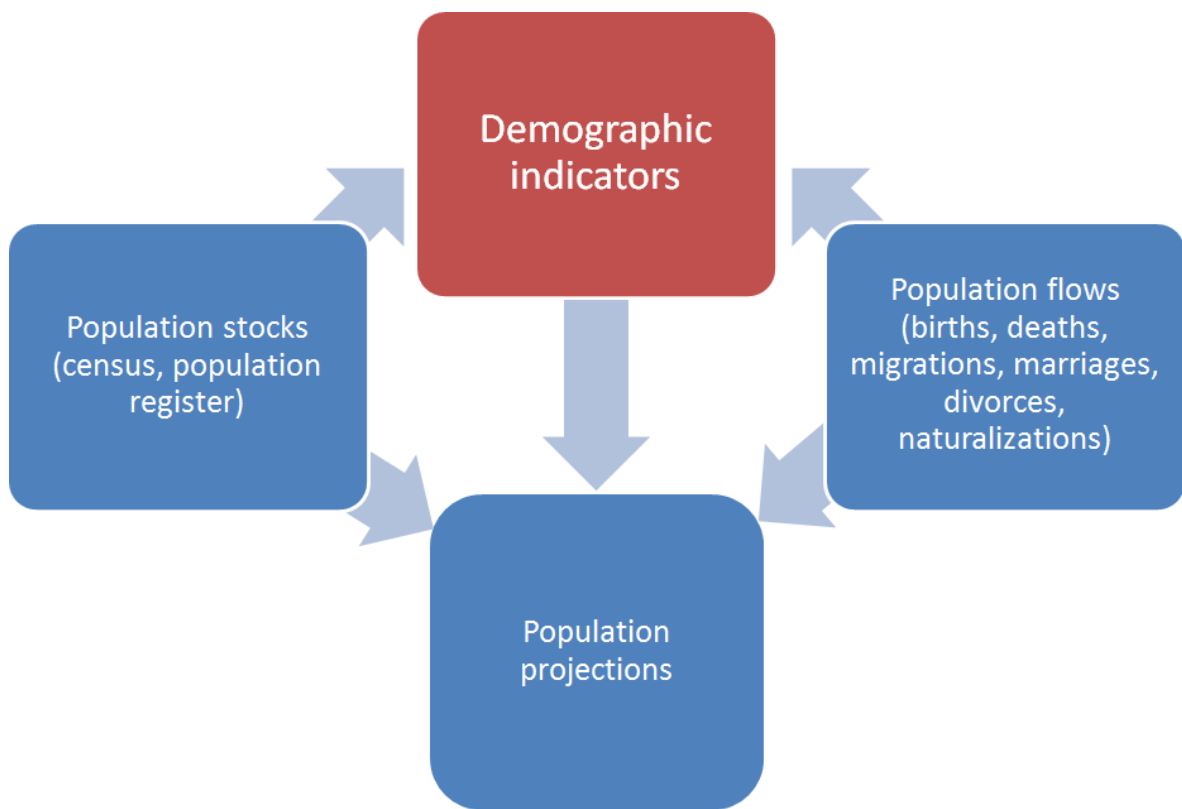 Demographic
indicators
Population stocks
(census, population
register)
Population flows
(births, deaths,
migrations, marriages,
divorces,
naturalizations)
Population
projections